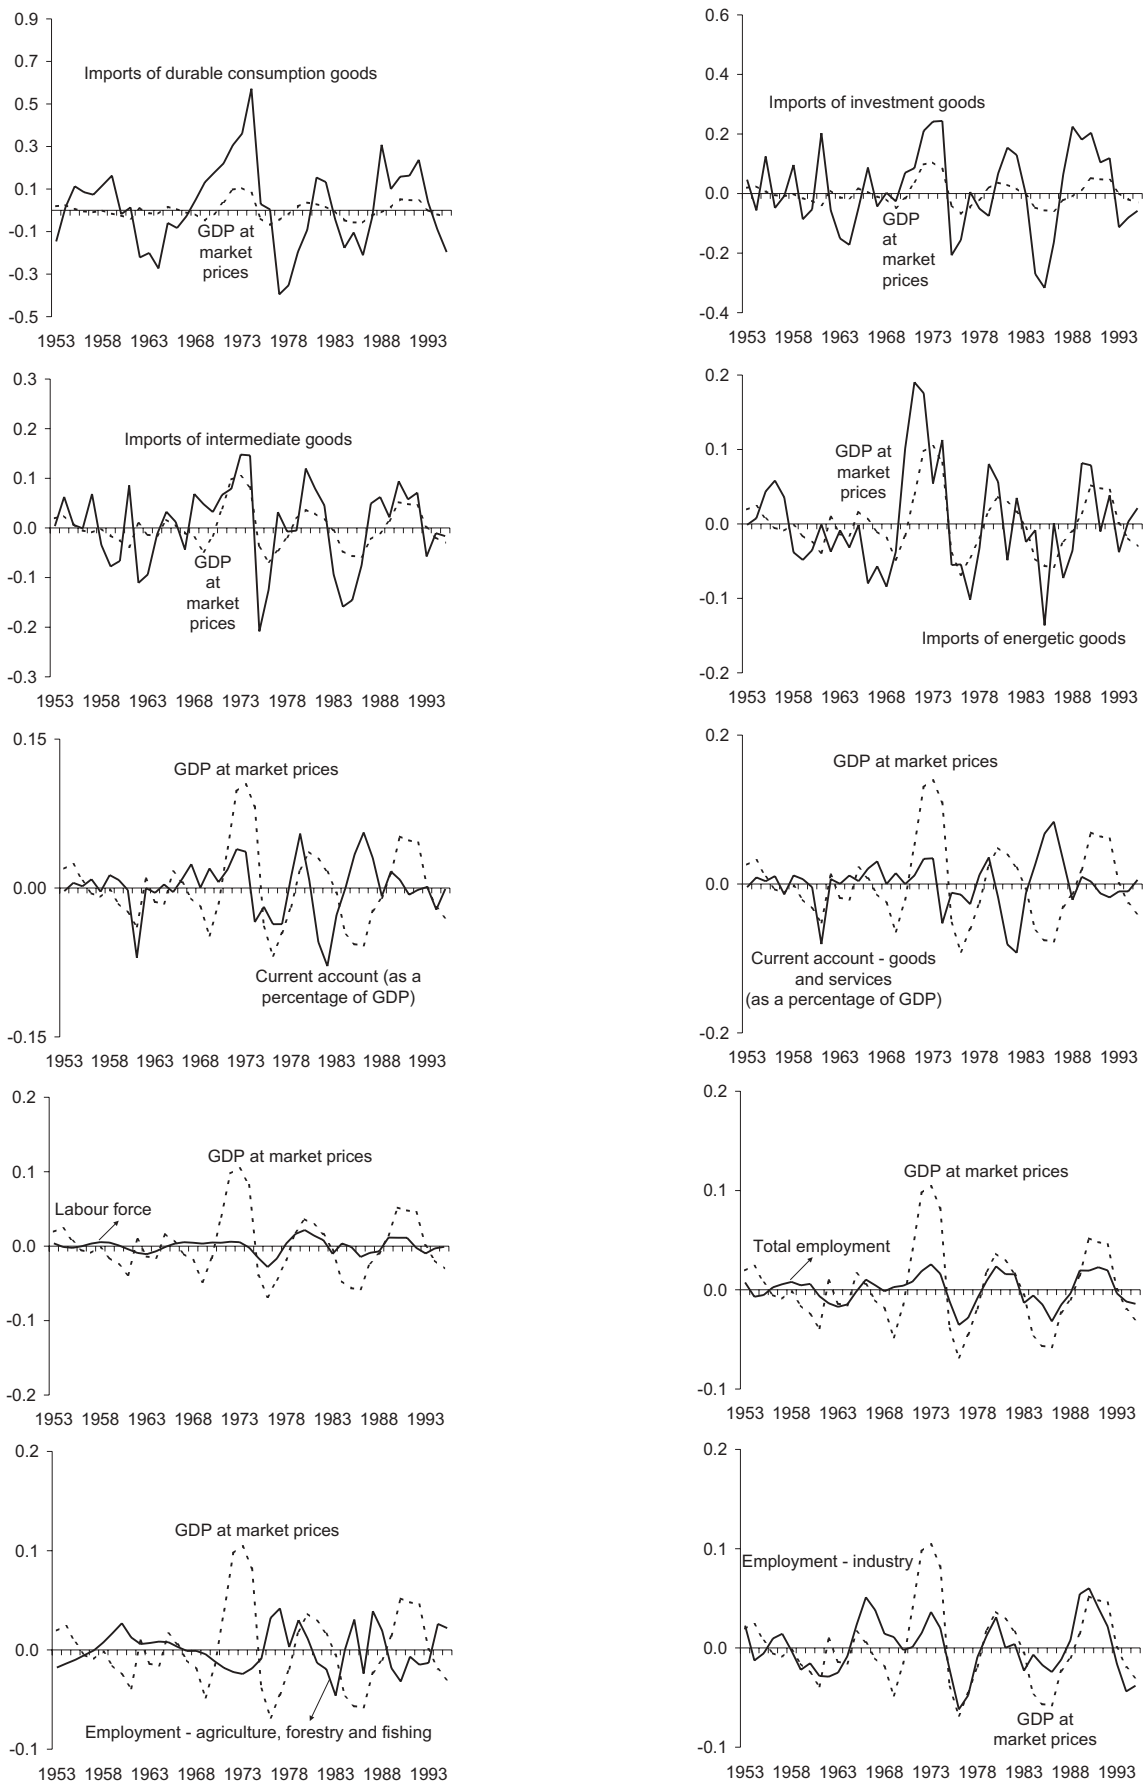 0.9
0.7
Imports of durable consumption goods
0.5
0.3
0.1
-0.1
GDP at
market
prices
-0.3
-0.5
1953 1958 1963 1968 1973 1978 1983 1988 1993
0.6
0.4
Imports of investment goods
0.2
0.0
GDP
at
market
prices
-0.2
-0.4
1953 1958 1963 1968 1973 1978 1983 1988 1993
0.3
0.2
Imports of intermediate goods
0.1
0.0
GDP
at
market
prices
-0.1
-0.2
-0.3
1953 1958 1963 1968 1973 1978 1983 1988 1993
0.2
0.1
GDP at
market
prices
0.0
-0.1
Imports of energetic goods
-0.2
1953 1958 1963 1968 1973 1978 1983 1988 1993
0.15
GDP at market prices
0.00
Current account (as a
percentage of GDP)
-0.15
1953 1958 1963 1968 1973 1978 1983 1988 1993
0.2
GDP at market prices
0.0
Current account - goods
and services
(as a percentage of GDP)
-0.2
1953 1958 1963 1968 1973 1978 1983 1988 1993
0.2
GDP at market prices
0.1
Labour force
0.0
-0.1
-0.2
1953 1958 1963 1968 1973 1978 1983 1988 1993
0.2
GDP at market prices
0.1
Total employment
0.0
-0.1
1953 1958 1963 1968 1973 1978 1983 1988 1993
0.2
GDP at market prices
0.1
0.0
Employment - agriculture, forestry and fishing
-0.1
1953 1958 1963 1968 1973 1978 1983 1988 1993
0.2
0.1
Employment - industry
0.0
GDP at
market prices
-0.1
1953 1958 1963 1968 1973 1978 1983 1988 1993